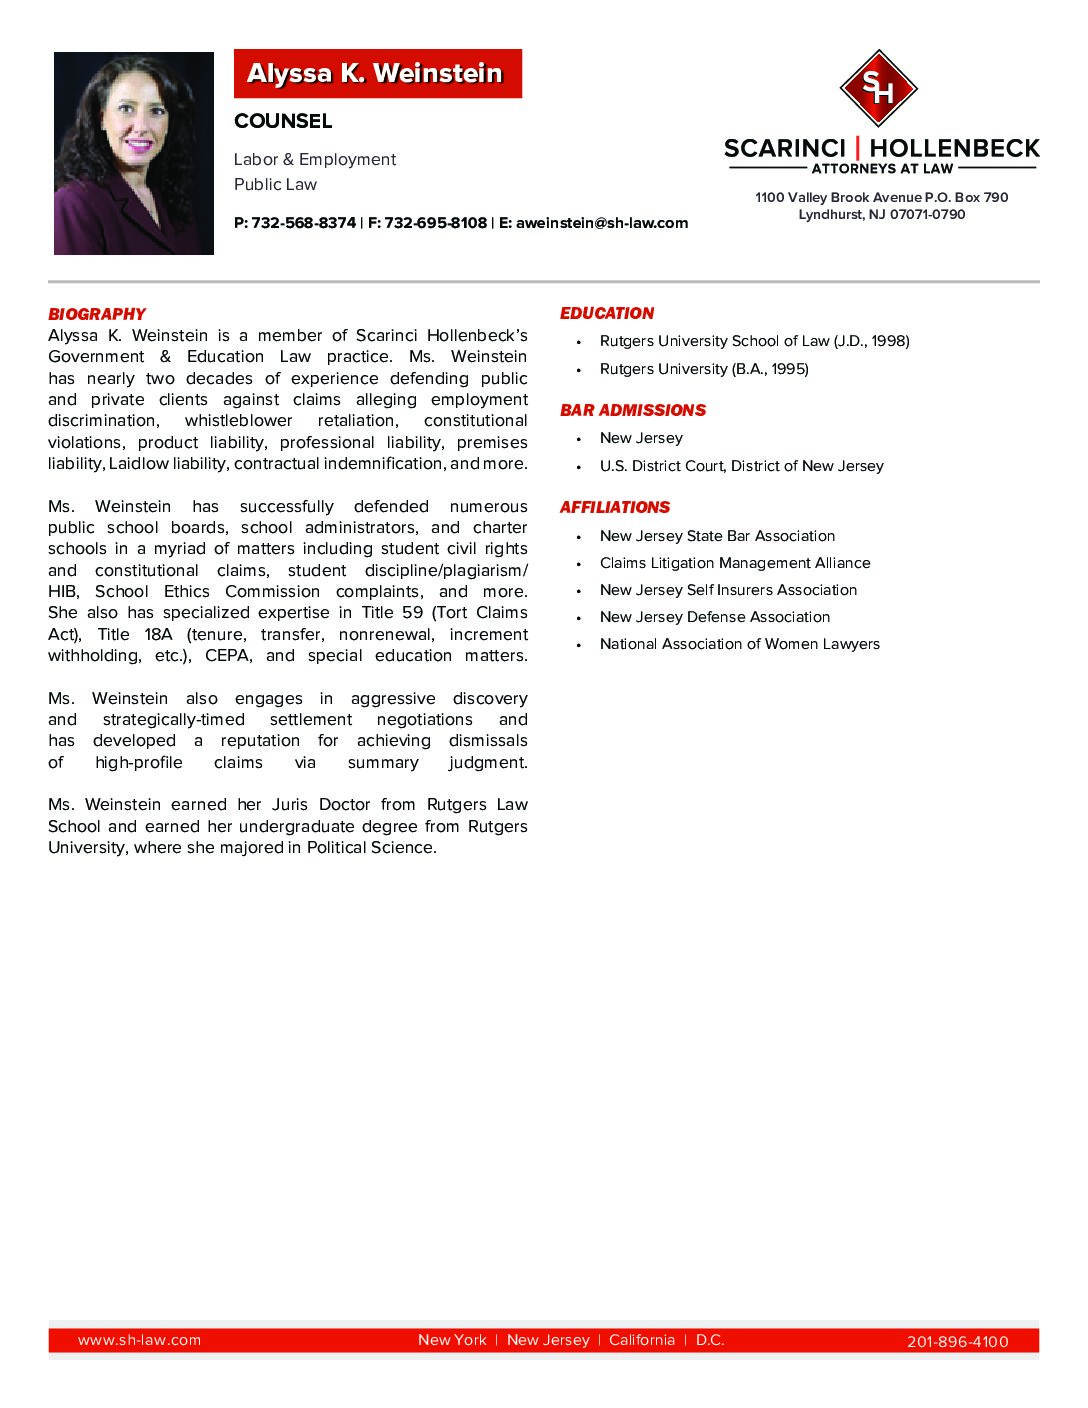 Alyssa K. Weinstein
COUNSEL
Labor & Employment
Public Law
P: 732-568-8374 | F: 732-695-8108 | E: aweinstein@sh-law.com
SH
SCARINCI | HOLLENBECK
ATTORNEYS AT LAW
1100 Valley Brook Avenue P.O. Box 790
Lyndhurst, NJ 07071-0790
BIOGRAPHY
Alyssa K. Weinstein is a member of Scarinci Hollenbeck’s
Government & Education Law practice. Ms. Weinstein
has nearly two decades of experience defending public
and private clients against claims alleging employment
discrimination, whistleblower retaliation, constitutional
violations, product liability, professional liability, premises
liability, Laidlow liability, contractual indemnification, and more.
Ms. Weinstein has successfully defended numerous
public school boards, school administrators, and charter
schools in a myriad of matters including student civil rights
and constitutional claims, student discipline/plagiarism/
HIB, School Ethics Commission complaints, and more.
She also has specialized expertise in Title 59 (Tort Claims
Act), Title 18A (tenure, transfer, nonrenewal, increment
withholding, etc.), CEPA, and special education matters.
Ms. Weinstein also engages in aggressive discovery
and strategically-timed settlement negotiations and
has developed a reputation for achieving dismissals
of high-profile claims via summary judgment.
Ms. Weinstein earned her Juris Doctor from Rutgers Law
School and earned her undergraduate degree from Rutgers
University, where she majored in Political Science.
EDUCATION
• Rutgers University School of Law (J.D., 1998)
• Rutgers University (B.A., 1995)
BAR ADMISSIONS
• New Jersey
• U.S. District Court, District of New Jersey
AFFILIATIONS
• New Jersey State Bar Association
• Claims Litigation Management Alliance
• New Jersey Self Insurers Association
• New Jersey Defense Association
• National Association of Women Lawyers
www.sh-law.com
New York | New Jersey | California | D.C.
201-896-4100